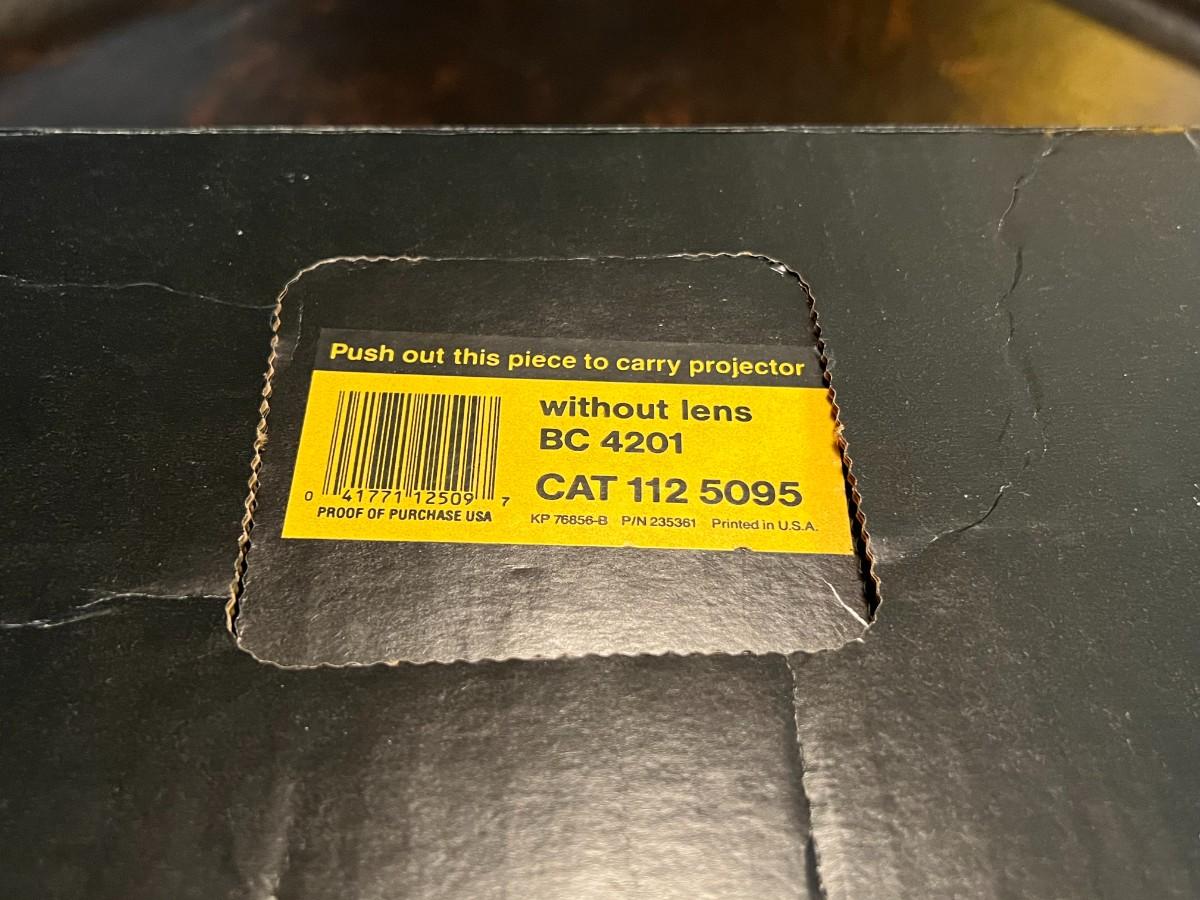 Push out this piece to carry projector
without lens
BC 4201
CAT 112 5095
0 41771 12509 7
PROOF OF PURCHASE USA
KP 76856-B P/N 235361 Printed in U.S.A.